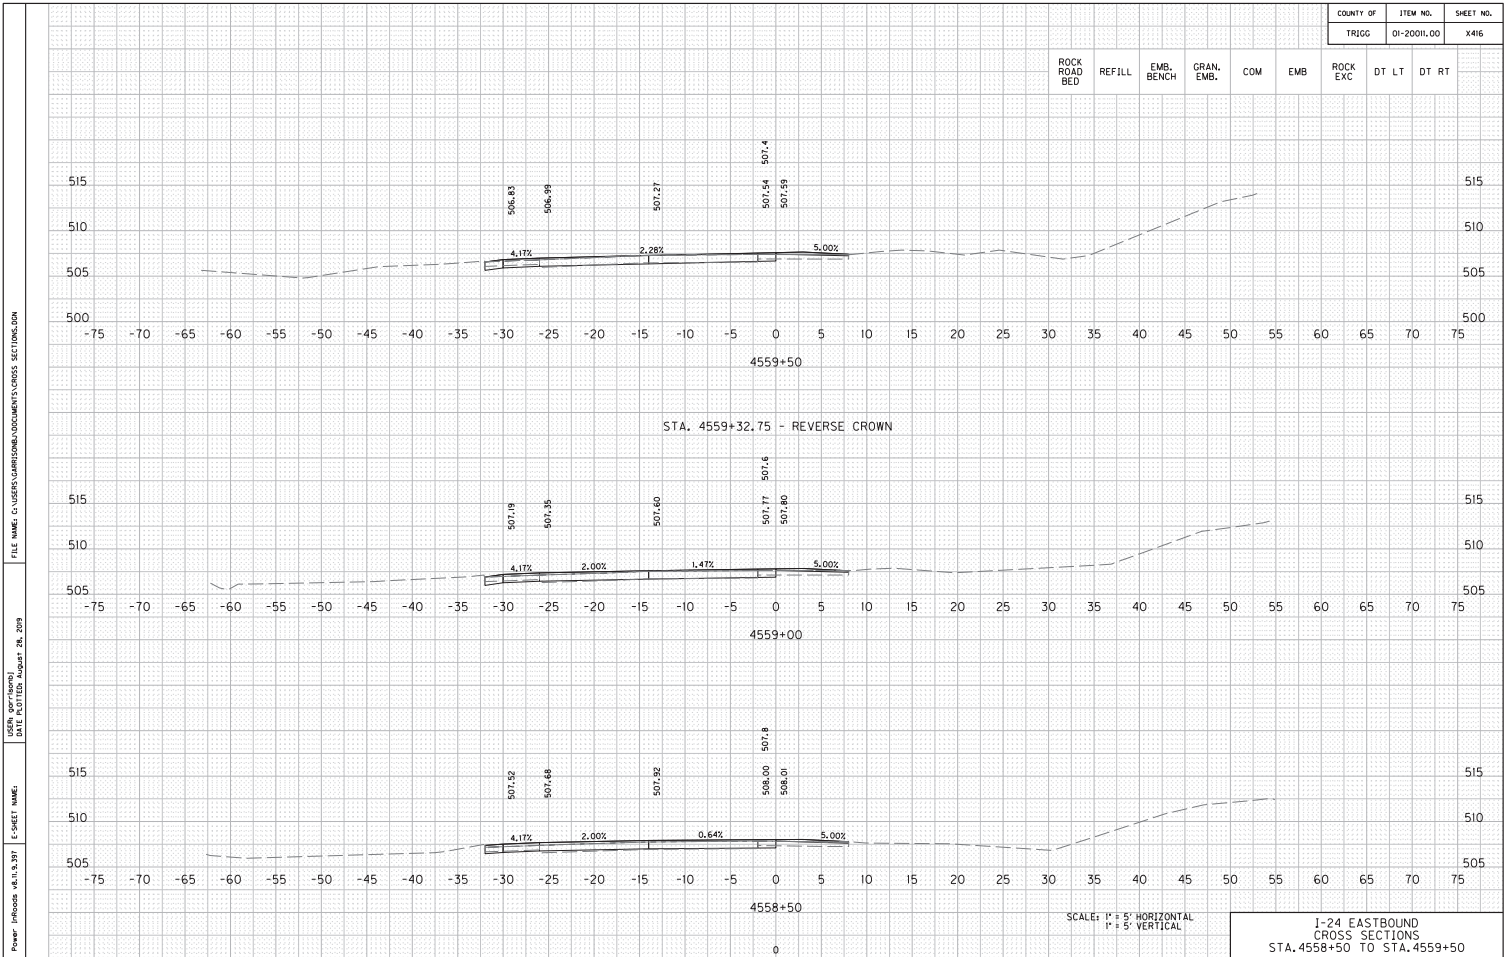 COUNTY OF ITEM NO. SHEET NO.
TRIGG 01-20011.00 X416
ROCK ROAD BED REFILL EMB. BENCH GRAN. EMB. COM EMB ROCK EXC DT LT DT RT
507.4
506.83 506.99 507.27 507.54 507.59
515 515
510 510
4.17% 2.28% 5.00%
505 505
500 500
-75 -70 -65 -60 -55 -50 -45 -40 -35 -30 -25 -20 -15 -10 -5 0 5 10 15 20 25 30 35 40 45 50 55 60 65 70 75
4559+50
STA. 4559+32.75 - REVERSE CROWN
507.6
507.19 507.35 507.60 507.77 507.80
515 515
510 510
4.17% 2.00% 1.47% 5.00%
505 505
-75 -70 -65 -60 -55 -50 -45 -40 -35 -30 -25 -20 -15 -10 -5 0 5 10 15 20 25 30 35 40 45 50 55 60 65 70 75
4559+00
507.8
507.52 507.68 507.92 508.00 508.01
515 515
510 510
4.17% 2.00% 0.64% 5.00%
505 505
-75 -70 -65 -60 -55 -50 -45 -40 -35 -30 -25 -20 -15 -10 -5 0 5 10 15 20 25 30 35 40 45 50 55 60 65 70 75
4558+50
0
SCALE: 1" = 5' HORIZONTAL
1" = 5' VERTICAL
I-24 EASTBOUND
CROSS SECTIONS
STA.4558+50 TO STA.4559+50
FILE NAME: C:\USERS\GARRISONBJ\DOCUMENTS\CROSS SECTIONS.DGN
USER: garrisonbj
DATE PLOTTED: August 28, 2019
E-SHEET NAME:
Power InRoads v8.11.9.397